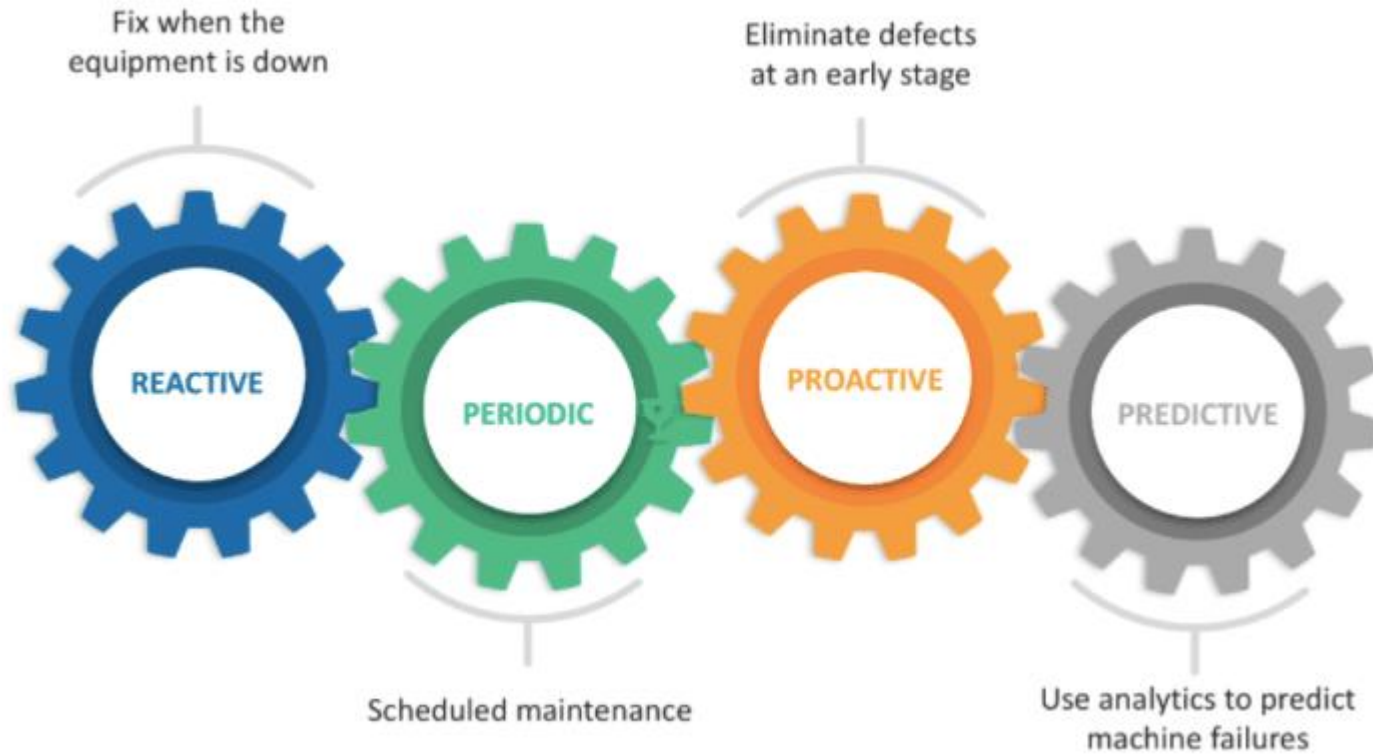 Fix when the
equipment is down
REACTIVE
Scheduled maintenance
PERIODIC
Eliminate defects
at an early stage
PROACTIVE
PREDICTIVE
Use analytics to predict
machine failures